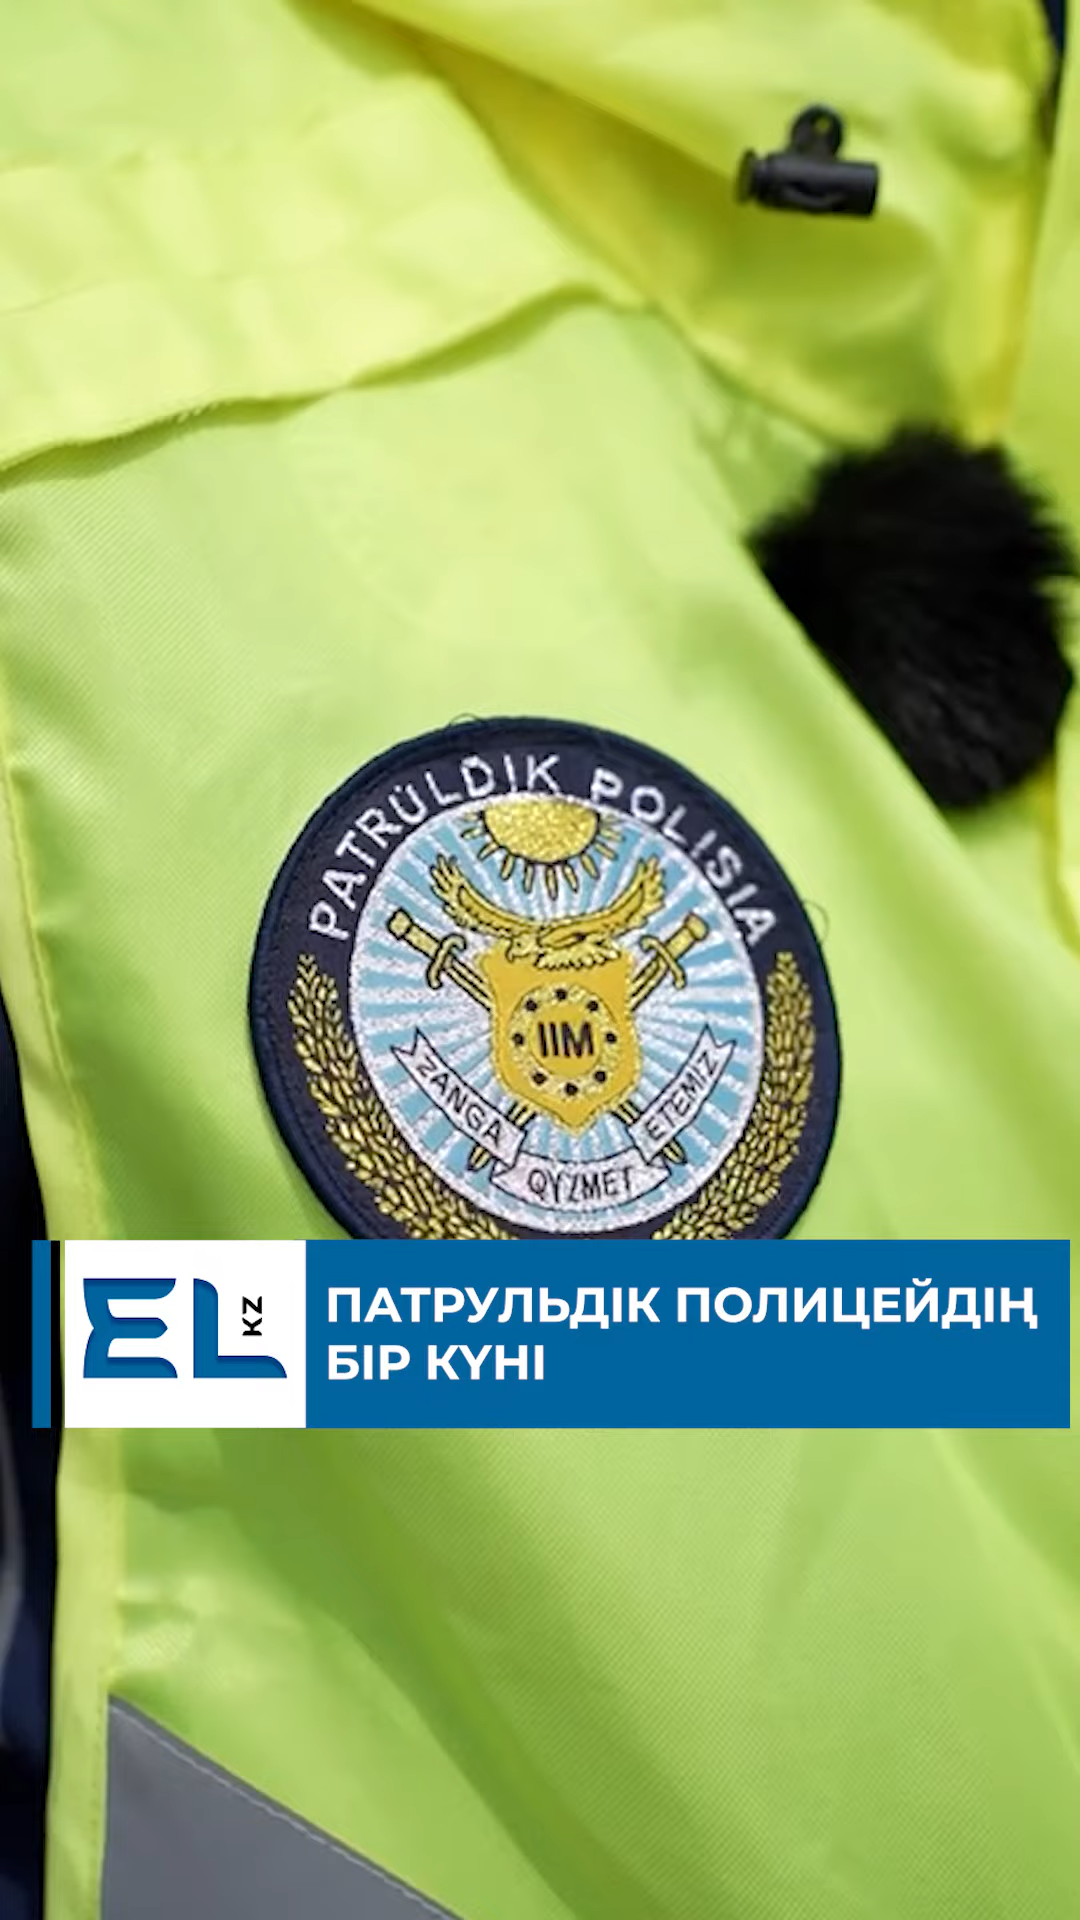 PATRÜLDIK POLISIA
IIM
ZANGA
QYZMET
ETEMIZ
EL KZ
ПАТРУЛЬДІК ПОЛИЦЕЙДІҢ
БІР КҮНІ